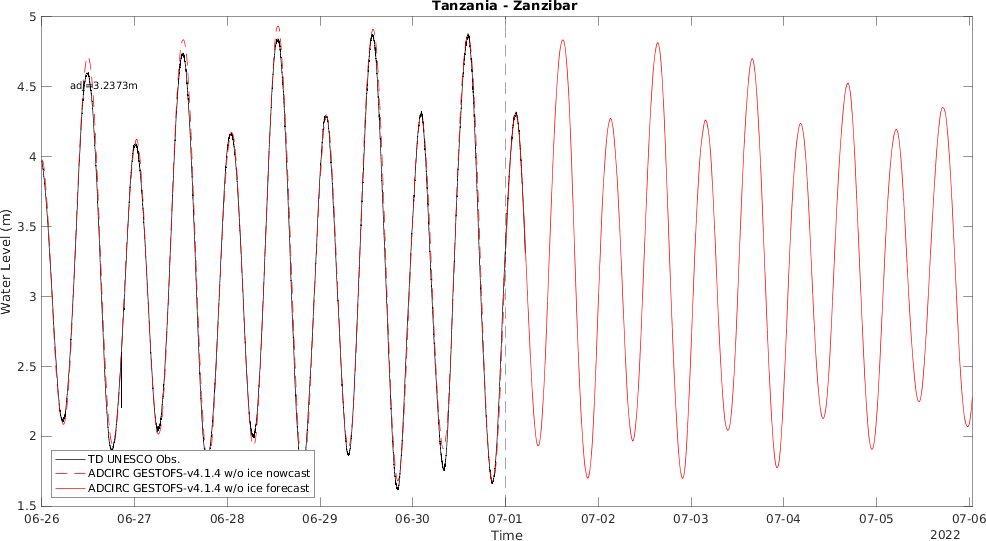 Tanzania - Zanzibar
5
4.5
4
3.5
3
2.5
2
1.5
Water Level (m)
adj=3.2373m
TD UNESCO Obs.
ADCIRC GESTOFS-v4.1.4 w/o ice nowcast
ADCIRC GESTOFS-v4.1.4 w/o ice forecast
06-26
06-27
06-28
06-29
06-30
07-01
07-02
07-03
07-04
07-05
07-06
Time
2022